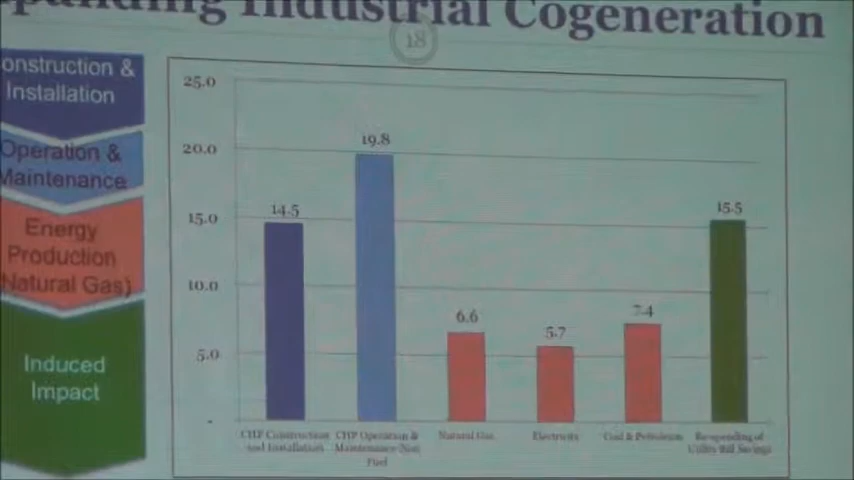 panding Industrial Cogeneration
18
onstruction &
Installation
Operation &
Maintenance
Energy
Production
Natural Gas)
Induced
Impact
25.0
20.0
15.0
10.0
5.0
-
14.5
19.8
6.6
5.7
7.4
15.5
CHP Construction
and Installation
CHP Operation &
Maintenance/Non
Fuel
Natural Gas
Electricity
Coal & Petroleum
Re-spending of
Utility Bill Savings